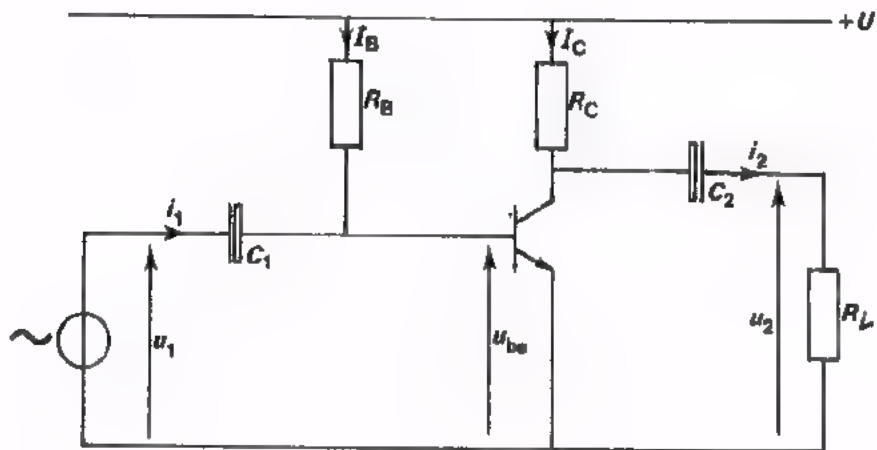 +U
I_B I_C
R_B R_C
i_2
C_2
i_1
C_1
u_1 u_be u_2 R_L